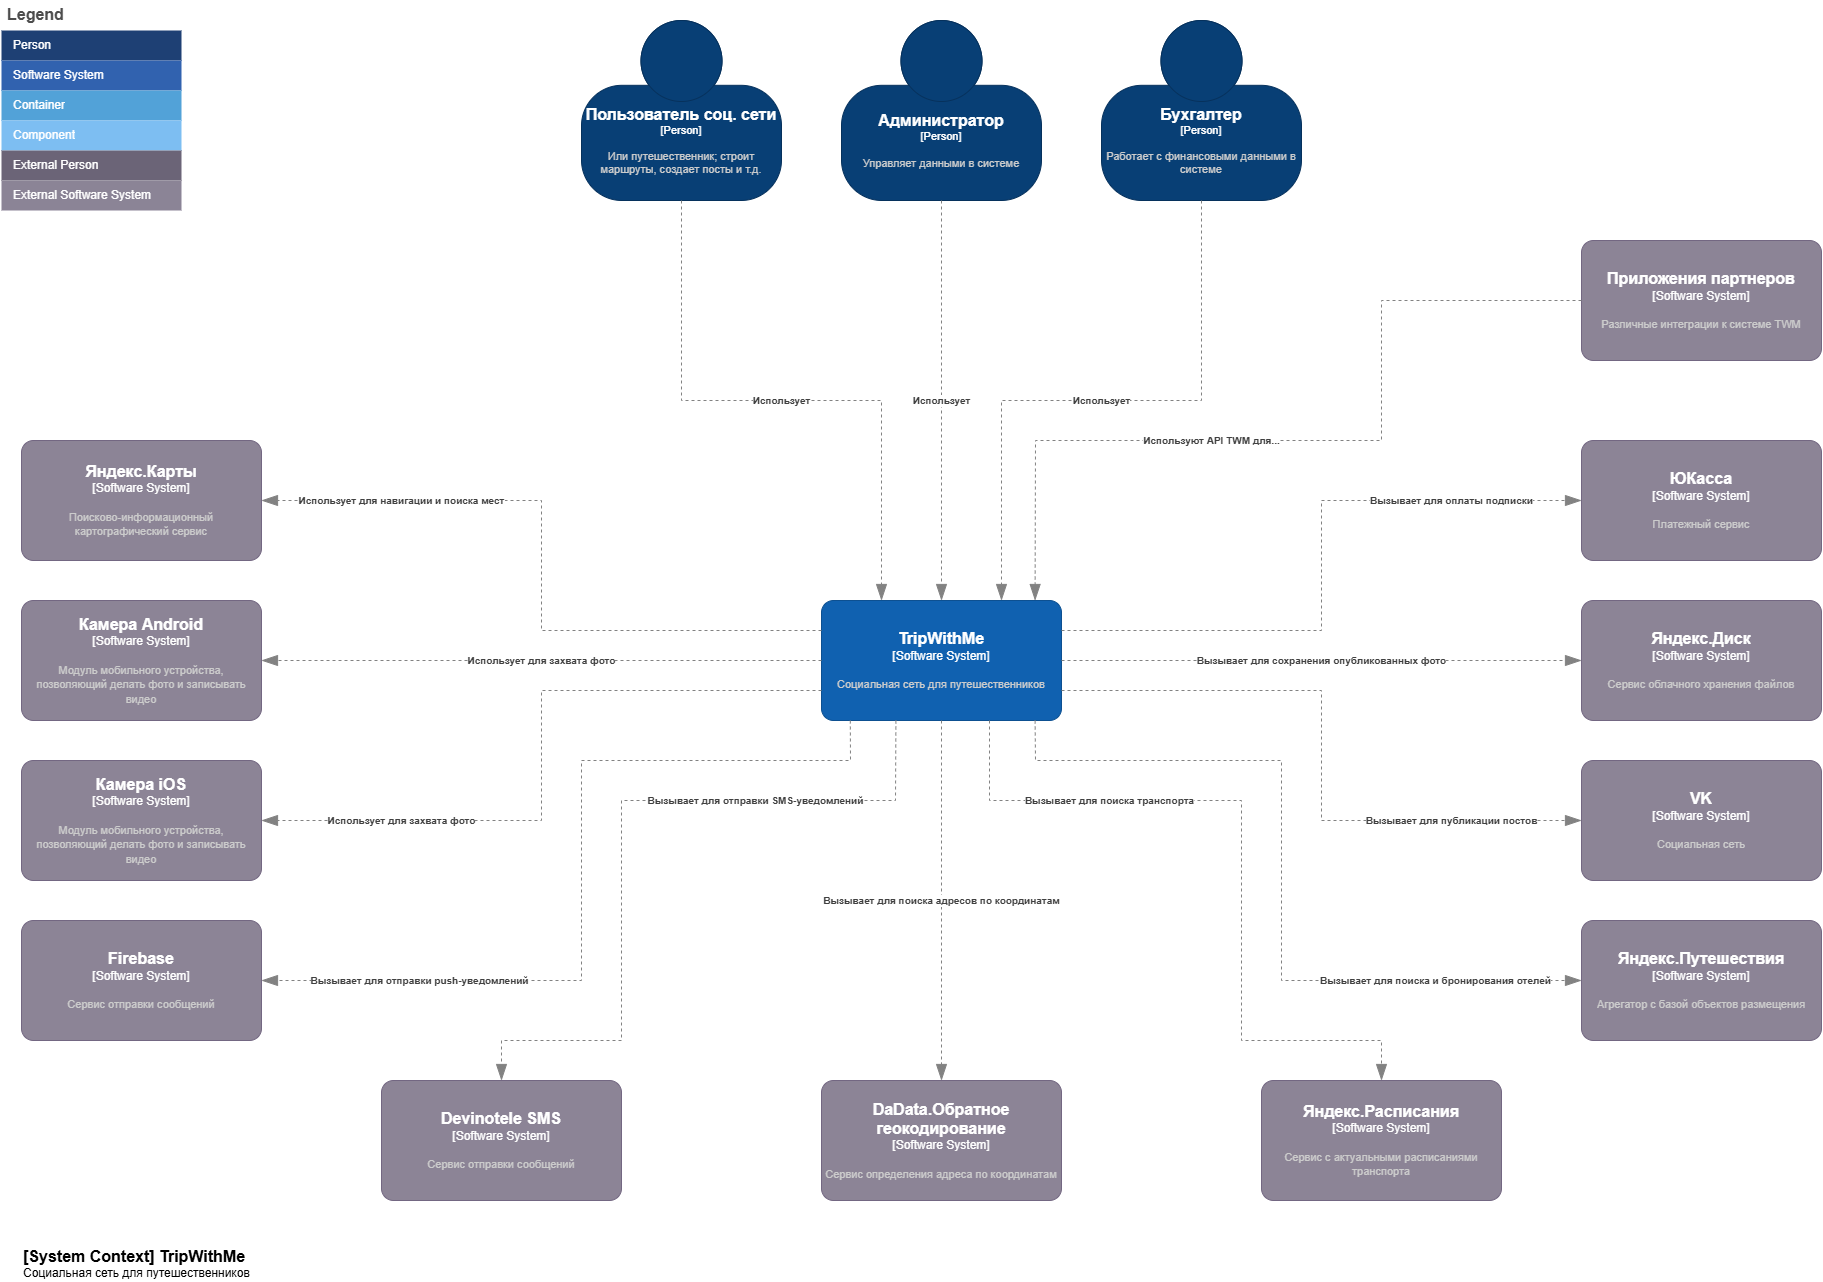 Legend
Person
Software System
Container
Component
External Person
External Software System
Пользователь соц. сети
[Person]
Или путешественник; строит
маршруты, создает посты и т.д.
Администратор
[Person]
Управляет данными в системе
Бухгалтер
[Person]
Работает с финансовыми данными в
системе
Приложения партнеров
[Software System]
Различные интеграции к системе TWM
Использует
Использует
Использует
Используют API TWM для...
Яндекс.Карты
[Software System]
Поисково-информационный
картографический сервис
Использует для навигации и поиска мест
Вызывает для оплаты подписки
ЮКасса
[Software System]
Платежный сервис
Камера Android
[Software System]
Модуль мобильного устройства,
позволяющий делать фото и записывать
видео
Использует для захвата фото
TripWithMe
[Software System]
Социальная сеть для путешественников
Вызывает для сохранения опубликованных фото
Яндекс.Диск
[Software System]
Сервис облачного хранения файлов
Камера iOS
[Software System]
Модуль мобильного устройства,
позволяющий делать фото и записывать
видео
Использует для захвата фото
Вызывает для отправки SMS-уведомлений
Вызывает для поиска транспорта
Вызывает для публикации постов
VK
[Software System]
Социальная сеть
Вызывает для поиска адресов по координатам
Firebase
[Software System]
Сервис отправки сообщений
Вызывает для отправки push-уведомлений
Вызывает для поиска и бронирования отелей
Яндекс.Путешествия
[Software System]
Агрегатор с базой объектов размещения
Devinotele SMS
[Software System]
Сервис отправки сообщений
DaData.Обратное
геокодирование
[Software System]
Сервис определения адреса по координатам
Яндекс.Расписания
[Software System]
Сервис с актуальными расписаниями
транспорта
[System Context] TripWithMe
Социальная сеть для путешественников